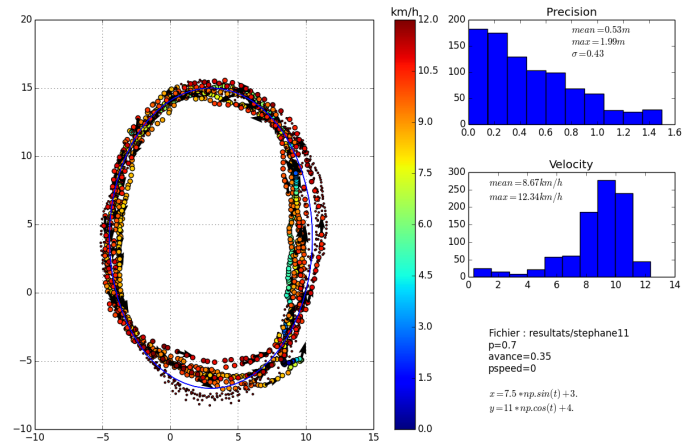 km/h
20
15
10
5
0
−5
−10
−10
−5
0
5
10
15
12.0
10.5
9.0
7.5
6.0
4.5
3.0
1.5
0.0
Precision
200
150
100
50
0
0.0 0.2 0.4 0.6 0.8 1.0 1.2 1.4 1.6
mean=0.53m
max=1.99m
σ=0.43
Velocity
300
250
200
150
100
50
0
0 2 4 6 8 10 12 14
mean=8.67km/h
max=12.34km/h
Fichier : resultats/stephane11
p=0.7
avance=0.35
pspeed=0
x=7.5*np.sin(t)+3.
y=11*np.cos(t)+4.